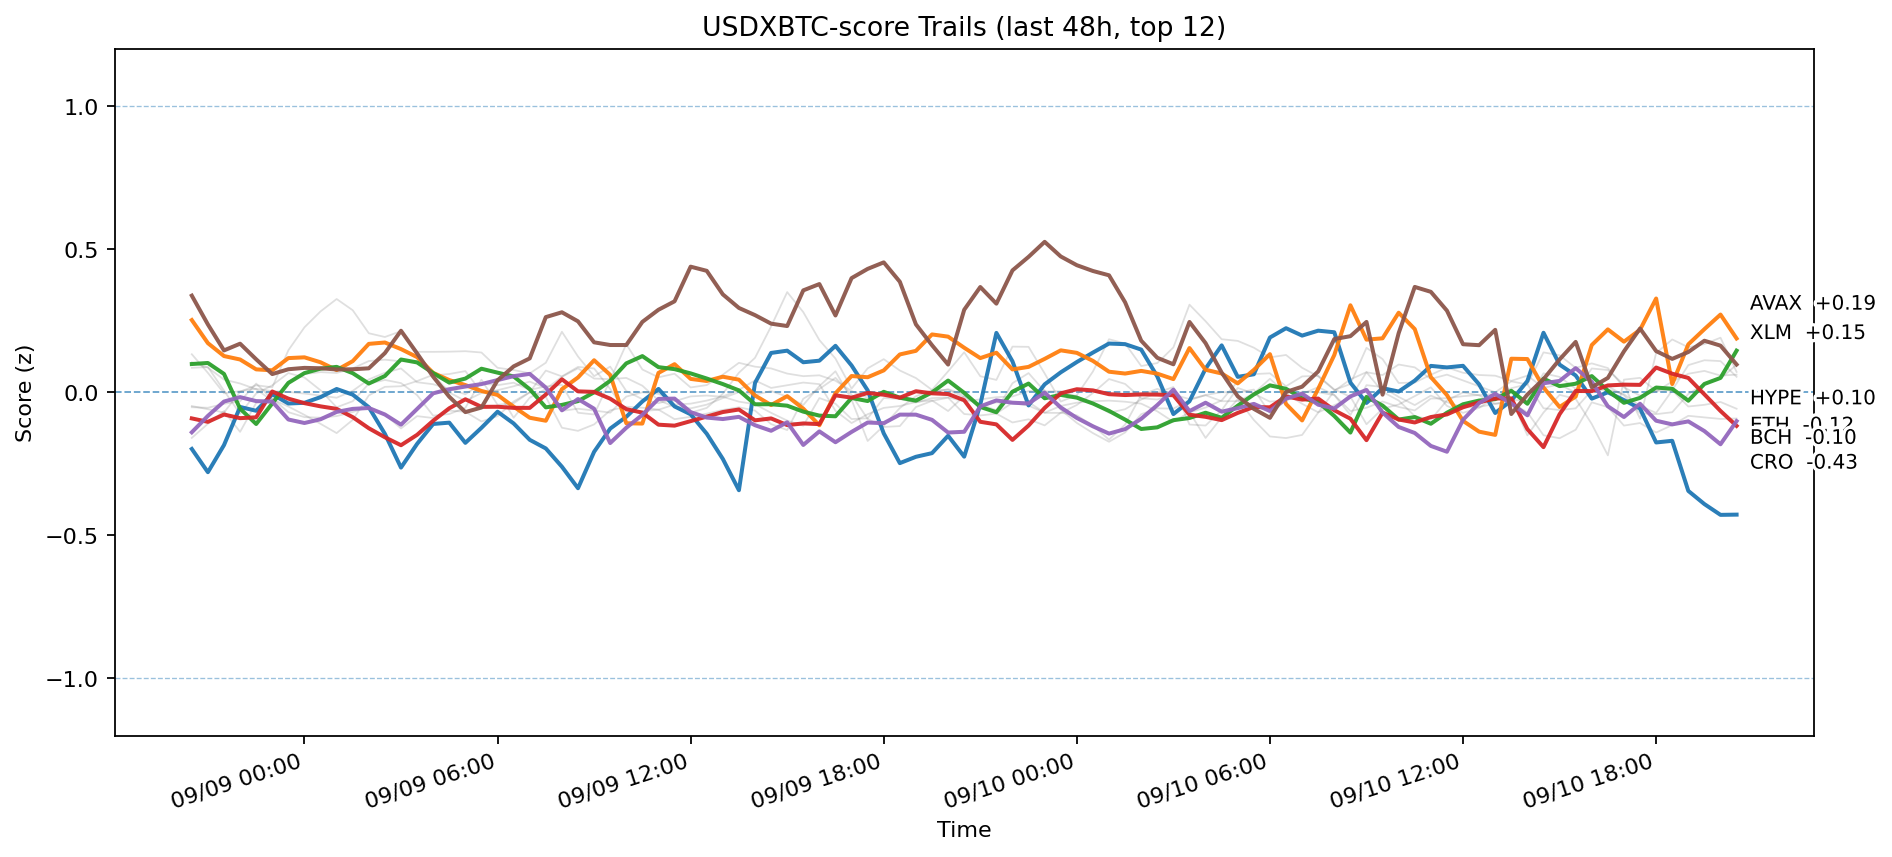 USDXBTC-score Trails (last 48h, top 12)
Score (z)
1.0
0.5
0.0
−0.5
−1.0
AVAX +0.19
XLM +0.15
HYPE +0.10
ETH -0.12
BCH -0.10
CRO -0.43
09/09 00:00
09/09 06:00
09/09 12:00
09/09 18:00
09/10 00:00
09/10 06:00
09/10 12:00
09/10 18:00
Time